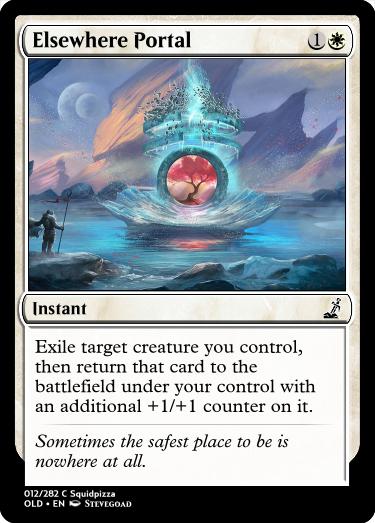 Elsewhere Portal 1
Instant
Exile target creature you control,
then return that card to the
battlefield under your control with
an additional +1/+1 counter on it.
Sometimes the safest place to be is
nowhere at all.
012/282 C Squidpizza
OLD • EN STEVEGOAD